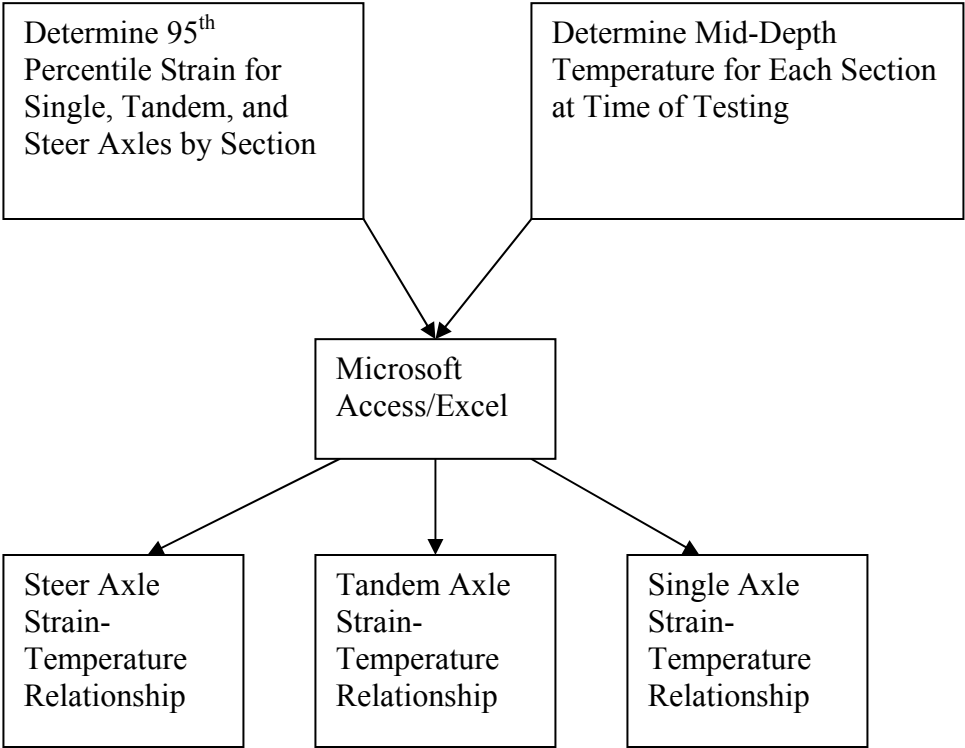 Determine 95th
Percentile Strain for
Single, Tandem, and
Steer Axles by Section
Determine Mid-Depth
Temperature for Each Section
at Time of Testing
Microsoft
Access/Excel
Steer Axle
Strain-
Temperature
Relationship
Tandem Axle
Strain-
Temperature
Relationship
Single Axle
Strain-
Temperature
Relationship